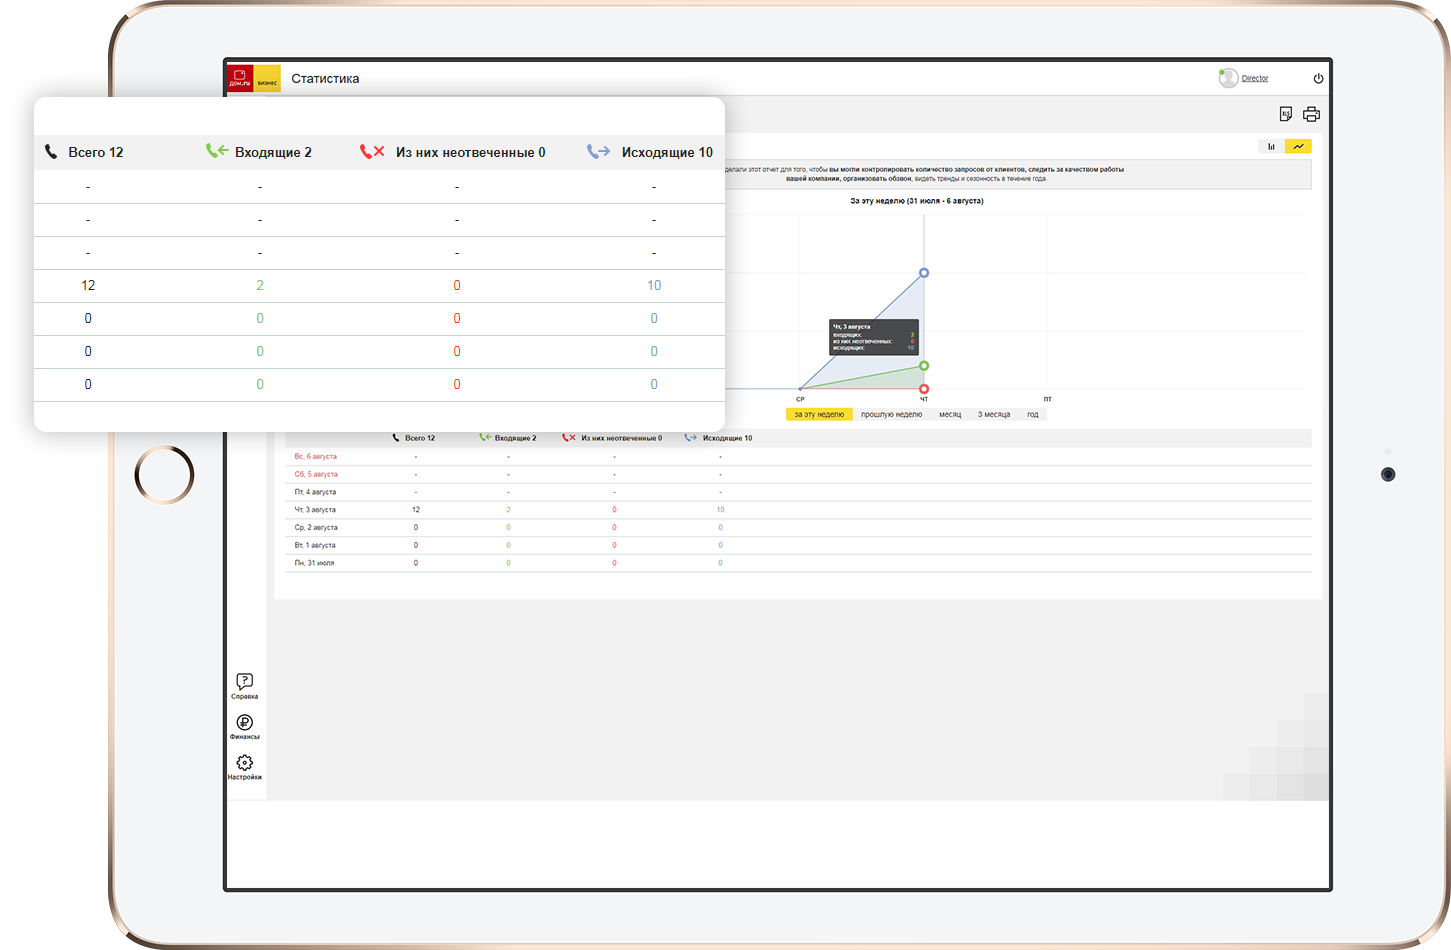 дом.ru
БИЗНЕС
Статистика
Director
Всего 12 Входящие 2 Из них неотвеченные 0 Исходящие 10
- - - -
- - - -
- - - -
12 2 0 10
0 0 0 0
0 0 0 0
0 0 0 0
делали этот отчет для того, чтобы вы могли контролировать количество запросов от клиентов, следить за качеством работы
вашей компании, организовать обзвон, видеть тренды и сезонность в течение года.
За эту неделю (31 июля - 6 августа)
Чт, 3 августа
входящих: 2
из них неотвеченных: 0
исходящих: 10
СР ЧТ ПТ
за эту неделю прошлую неделю месяц 3 месяца год
Всего 12 Входящие 2 Из них неотвеченные 0 Исходящие 10
Вс, 6 августа - - - -
Сб, 5 августа - - - -
Пт, 4 августа - - - -
Чт, 3 августа 12 2 0 10
Ср, 2 августа 0 0 0 0
Вт, 1 августа 0 0 0 0
Пн, 31 июля 0 0 0 0
Справка
Финансы
Настройки